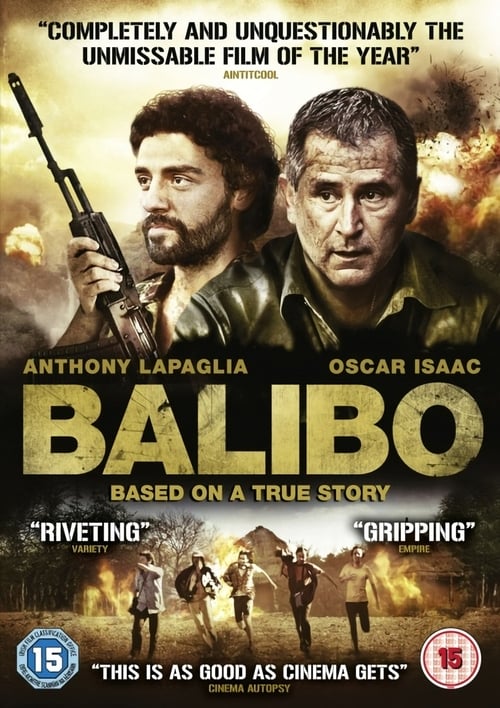 "COMPLETELY AND UNQUESTIONABLY THE
UNMISSABLE FILM OF THE YEAR"
AINTITCOOL
ANTHONY LAPAGLIA OSCAR ISAAC
BALIBO
BASED ON A TRUE STORY
"RIVETING" "GRIPPING"
VARIETY EMPIRE
15 15
"THIS IS AS GOOD AS CINEMA GETS"
CINEMA AUTOPSY